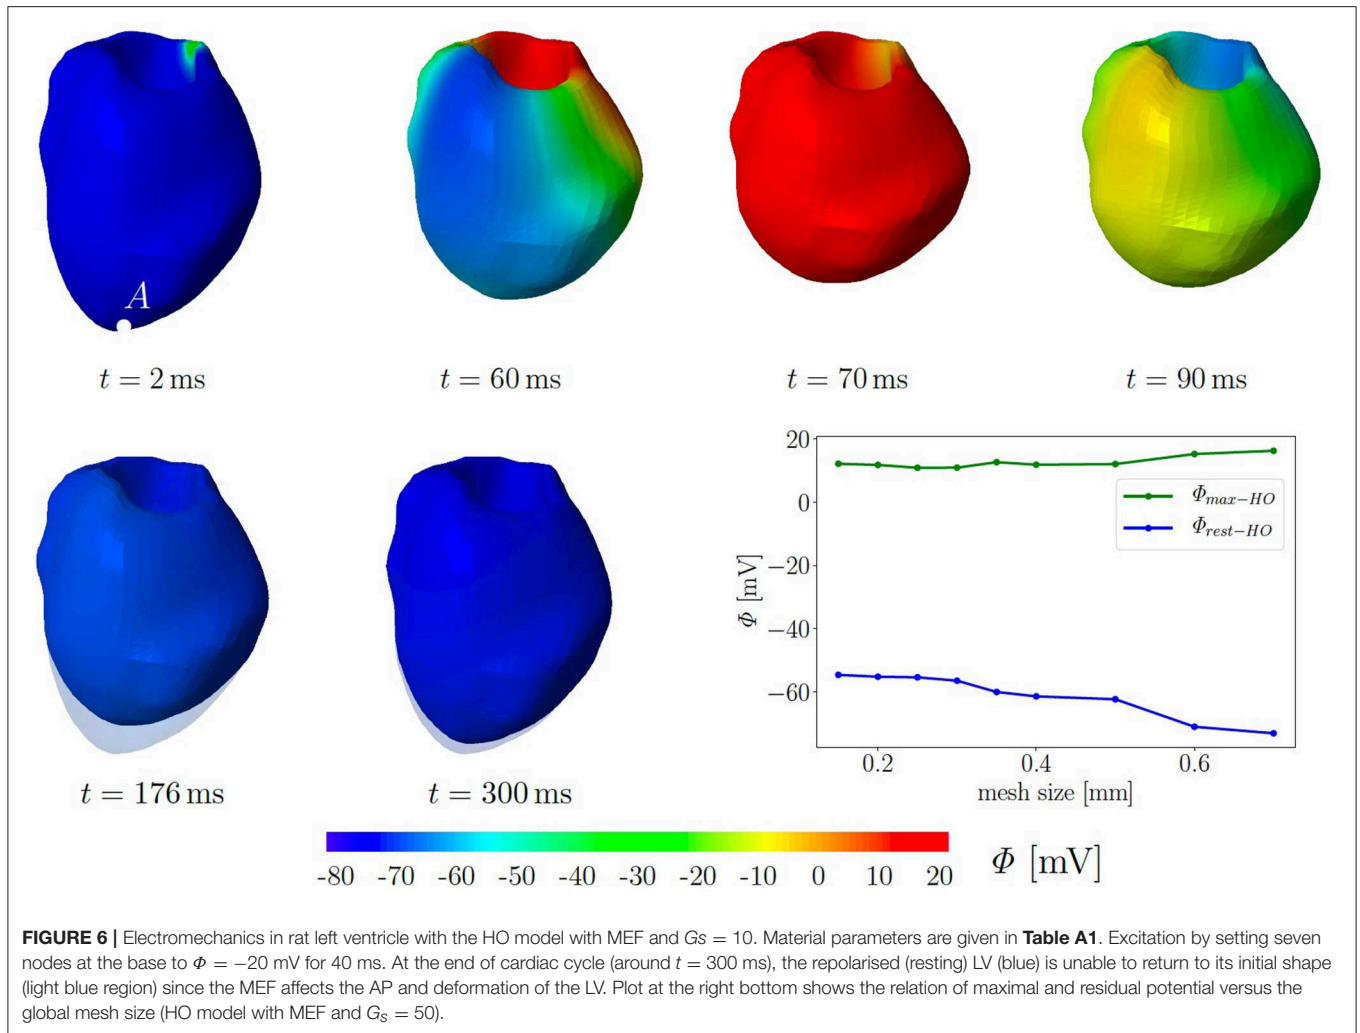 A
t = 2 ms
t = 60 ms
t = 70 ms
t = 90 ms
t = 176 ms
t = 300 ms
20
0
−20
−40
−60
Φ [mV]
Φmax−HO
Φrest−HO
0.2 0.4 0.6
mesh size [mm]
-80 -70 -60 -50 -40 -30 -20 -10 0 10 20
Φ [mV]
FIGURE 6 | Electromechanics in rat left ventricle with the HO model with MEF and Gs = 10. Material parameters are given in Table A1. Excitation by setting seven
nodes at the base to Φ = −20 mV for 40 ms. At the end of cardiac cycle (around t = 300 ms), the repolarised (resting) LV (blue) is unable to return to its initial shape
(light blue region) since the MEF affects the AP and deformation of the LV. Plot at the right bottom shows the relation of maximal and residual potential versus the
global mesh size (HO model with MEF and Gs = 50).